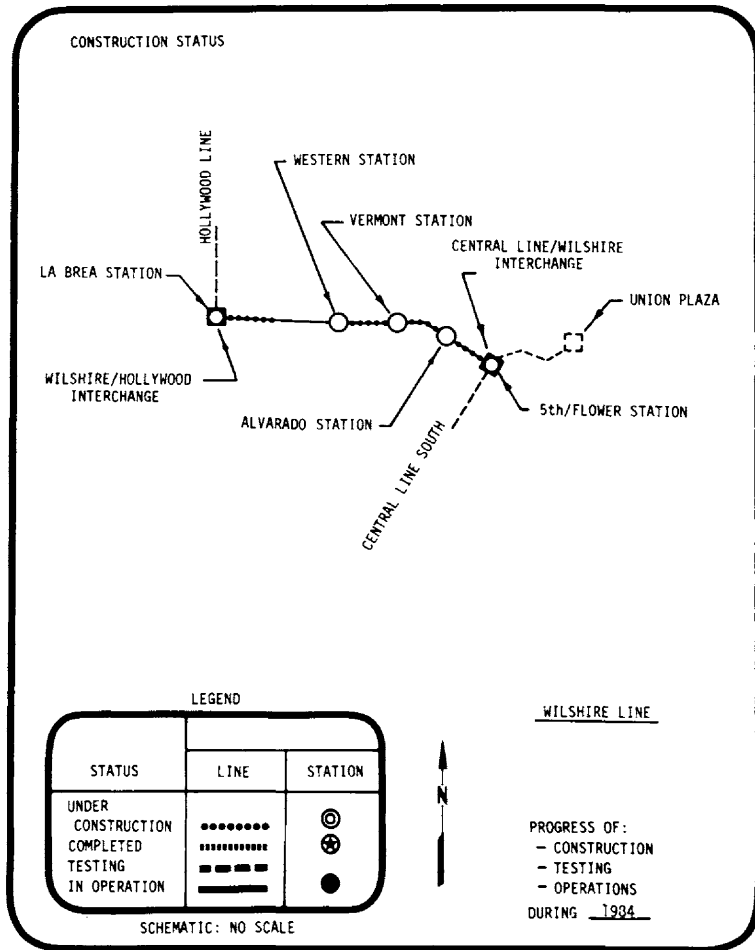 CONSTRUCTION STATUS
HOLLYWOOD LINE
WESTERN STATION
VERMONT STATION
CENTRAL LINE/WILSHIRE
INTERCHANGE
LA BREA STATION
UNION PLAZA
WILSHIRE/HOLLYWOOD
INTERCHANGE
ALVARADO STATION
5th/FLOWER STATION
CENTRAL LINE SOUTH
LEGEND
STATUS LINE STATION
UNDER
CONSTRUCTION
COMPLETED
TESTING
IN OPERATION
SCHEMATIC: NO SCALE
N
WILSHIRE LINE
PROGRESS OF:
- CONSTRUCTION
- TESTING
- OPERATIONS
DURING 1984